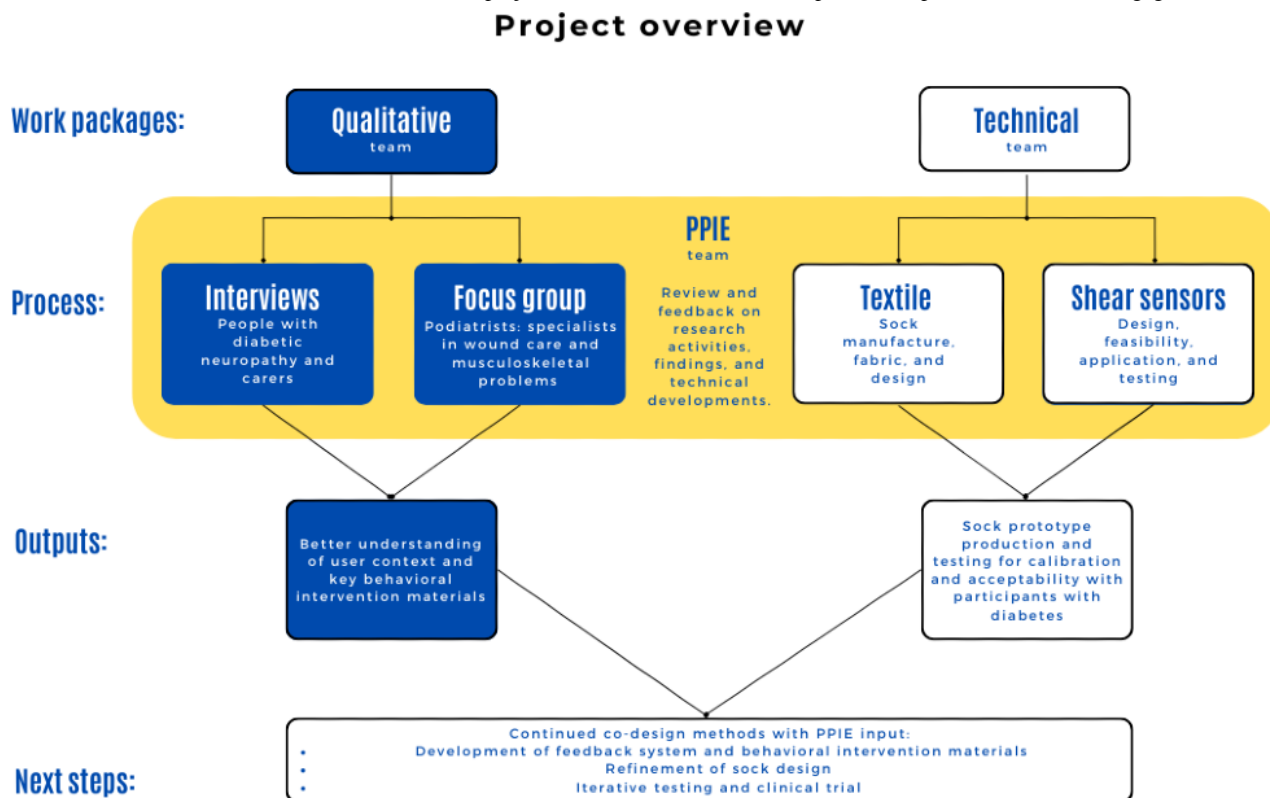 Project overview
Work packages:
Qualitative
team
Technical
team
PPIE
team
Review and
feedback on
research
activities,
findings, and
technical
developments.
Process:
Interviews
People with
diabetic
neuropathy and
carers
Focus group
Podiatrists: specialists
in wound care and
musculoskeletal
problems
Textile
Sock
manufacture,
fabric, and
design
Shear sensors
Design,
feasibility,
application, and
testing
Outputs:
Better understanding
of user context and
key behavioral
intervention materials
Sock prototype
production and
testing for calibration
and acceptability with
participants with
diabetes
Next steps:
Continued co-design methods with PPIE input:
• Development of feedback system and behavioral intervention materials
• Refinement of sock design
• Iterative testing and clinical trial